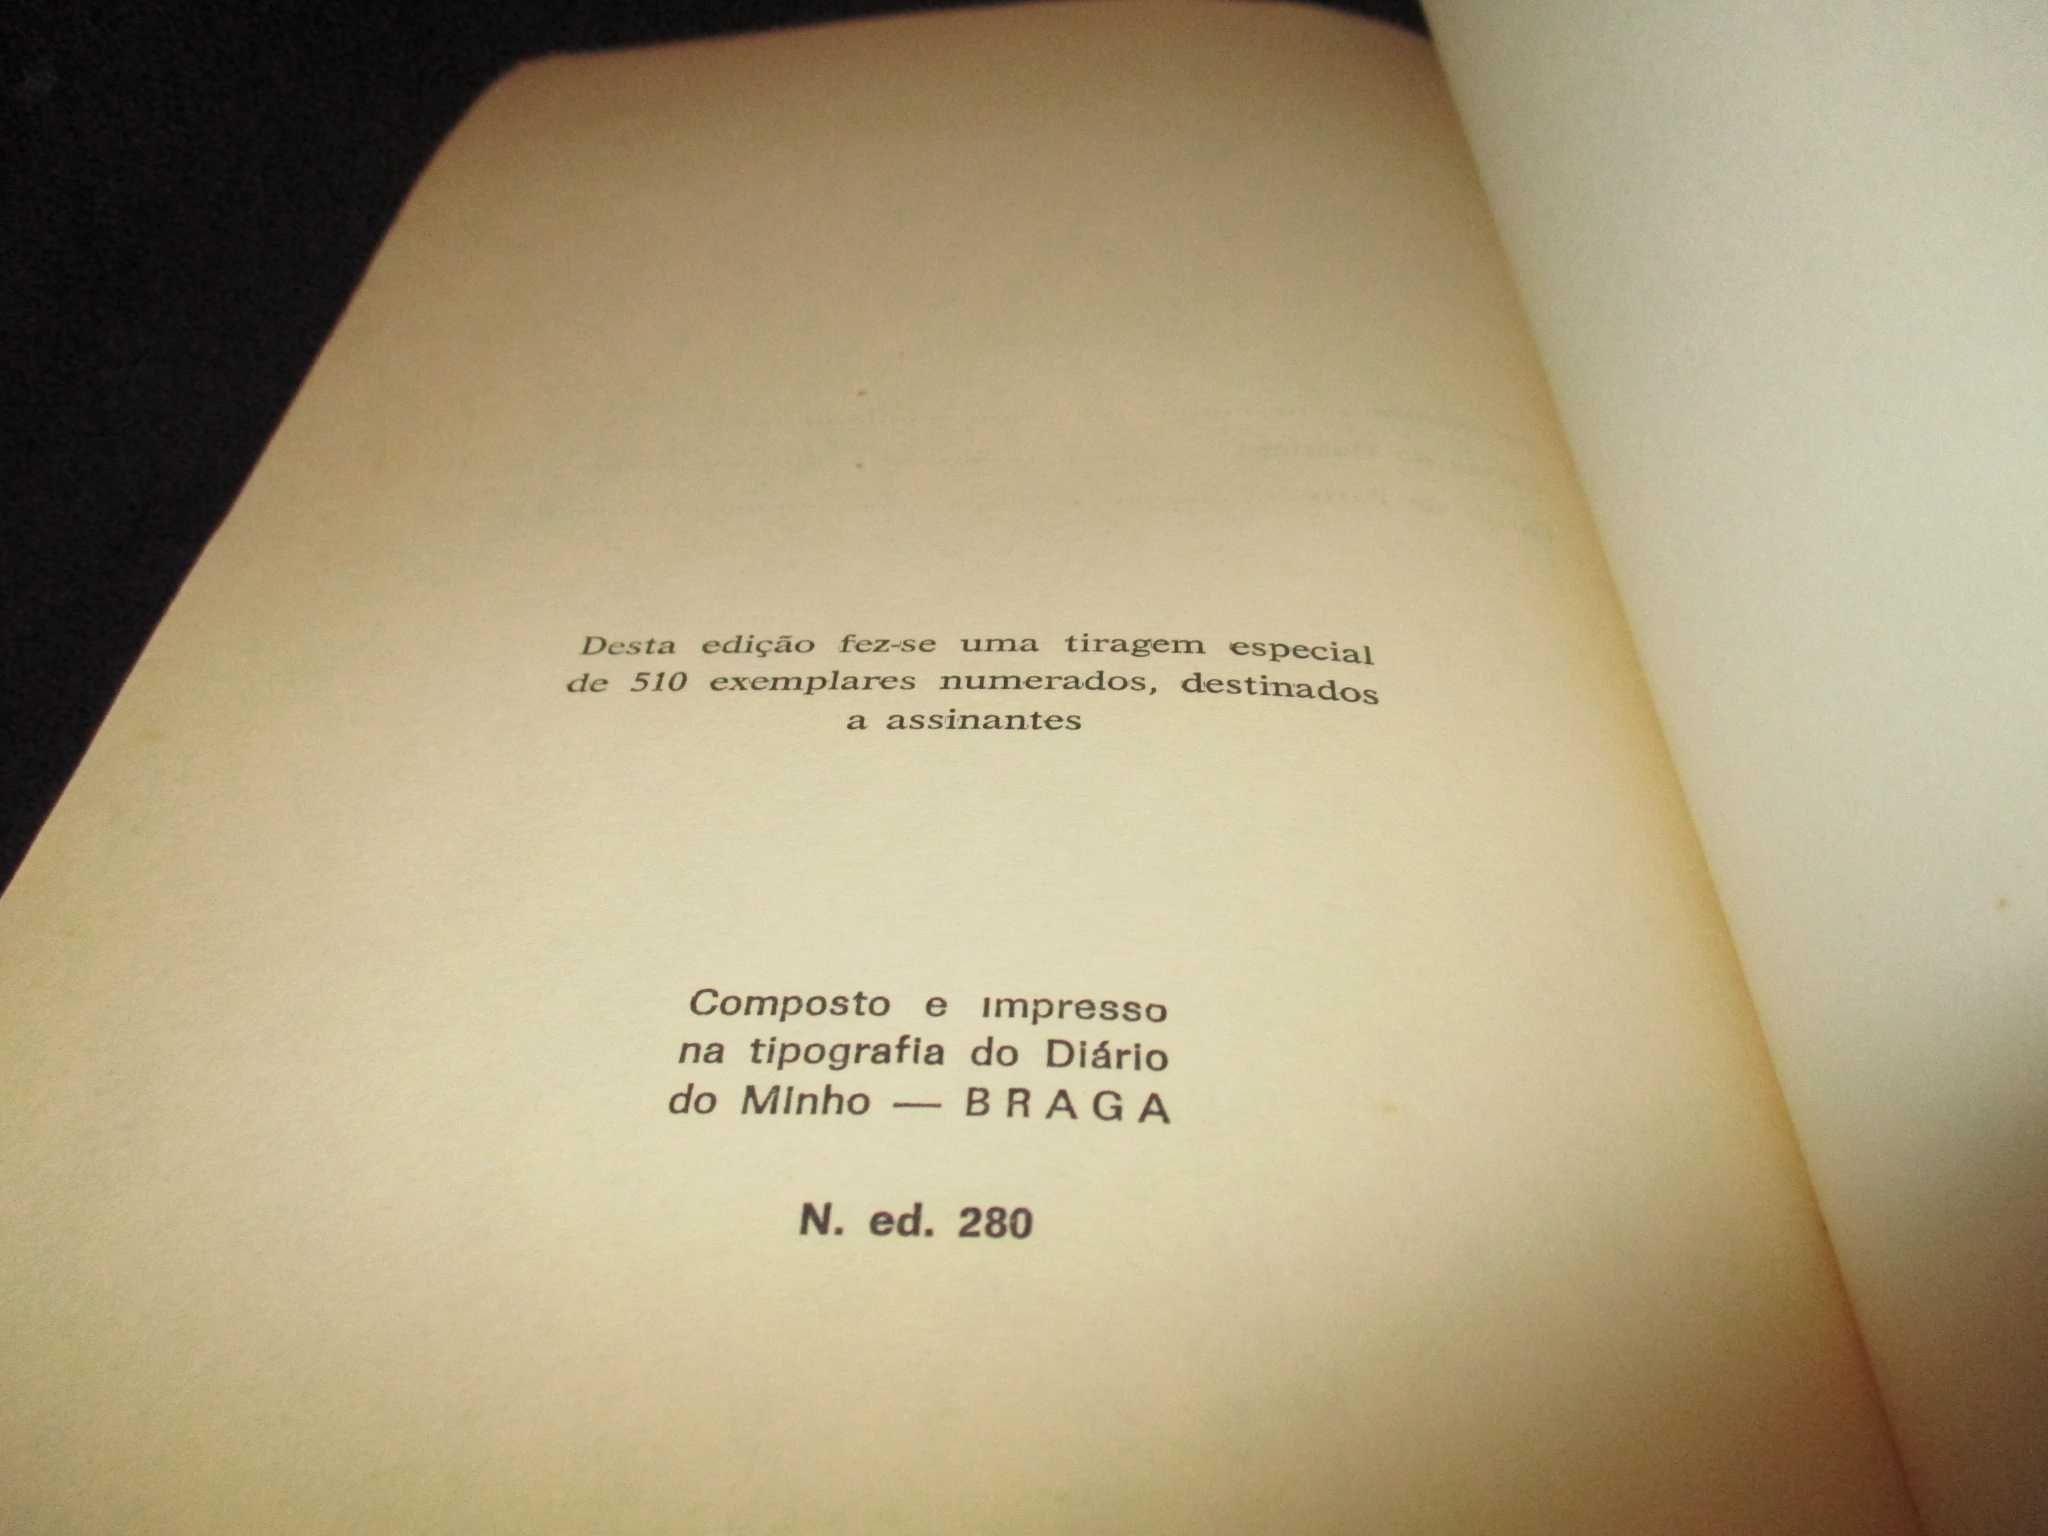 Desta edição fez-se uma tiragem especial
de 510 exemplares numerados, destinados
a assinantes
Composto e impresso
na tipografia do Diário
do Minho — BRAGA
N. ed. 280